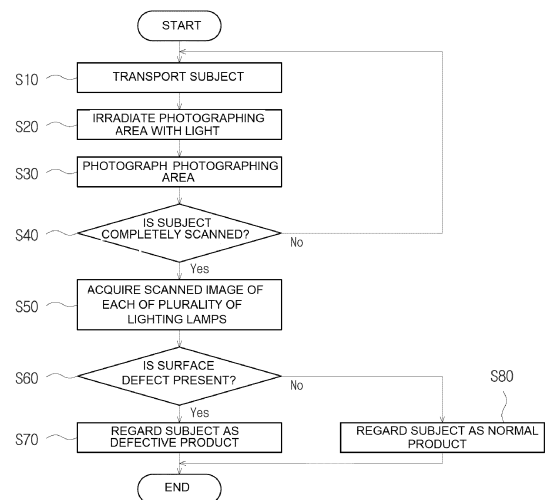 START
S10
TRANSPORT SUBJECT
S20
IRRADIATE PHOTOGRAPHING
AREA WITH LIGHT
S30
PHOTOGRAPH PHOTOGRAPHING
AREA
S40
IS SUBJECT
COMPLETELY SCANNED?
No
Yes
S50
ACQUIRE SCANNED IMAGE OF
EACH OF PLURALITY OF
LIGHTING LAMPS
S60
IS SURFACE
DEFECT PRESENT?
No
Yes
S80
S70
REGARD SUBJECT AS
DEFECTIVE PRODUCT
REGARD SUBJECT AS NORMAL
PRODUCT
END